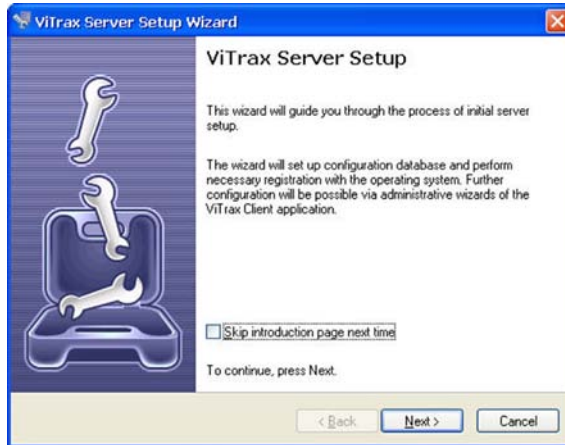 ViTrax Server Setup Wizard
ViTrax Server Setup
This wizard will guide you through the process of initial server
setup.
The wizard will set up configuration database and perform
necessary registration with the operating system. Further
configuration will be possible via administrative wizards of the
ViTrax Client application.
Skip introduction page next time
To continue, press Next.
< Back
Next >
Cancel